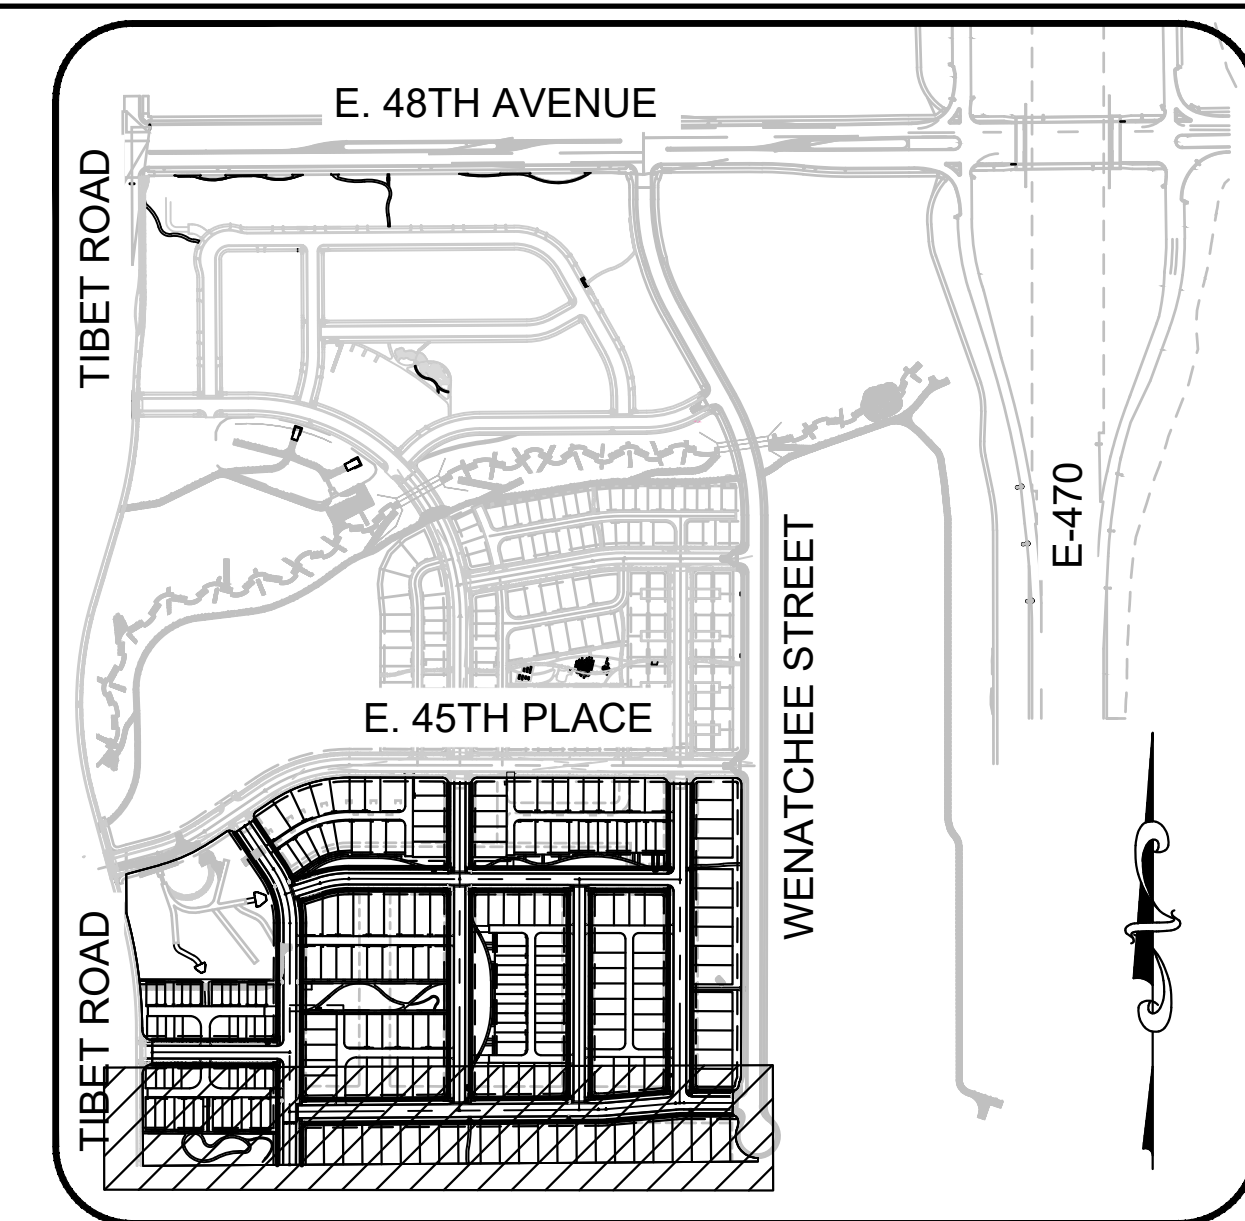 E. 48TH AVENUE
TIBET ROAD
E-470
WENATCHEE STREET
E. 45TH PLACE
TIBET ROAD